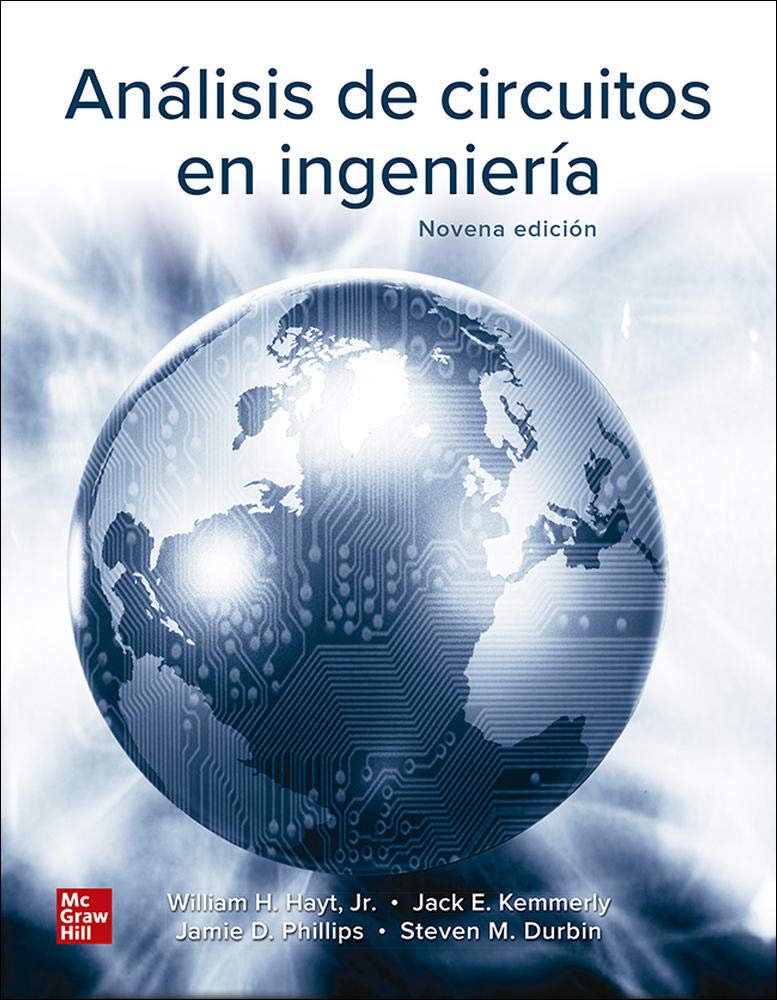 Análisis de circuitos
en ingeniería
Novena edición
Mc
Graw
Hill
William H. Hayt, Jr. • Jack E. Kemmerly
Jamie D. Phillips • Steven M. Durbin